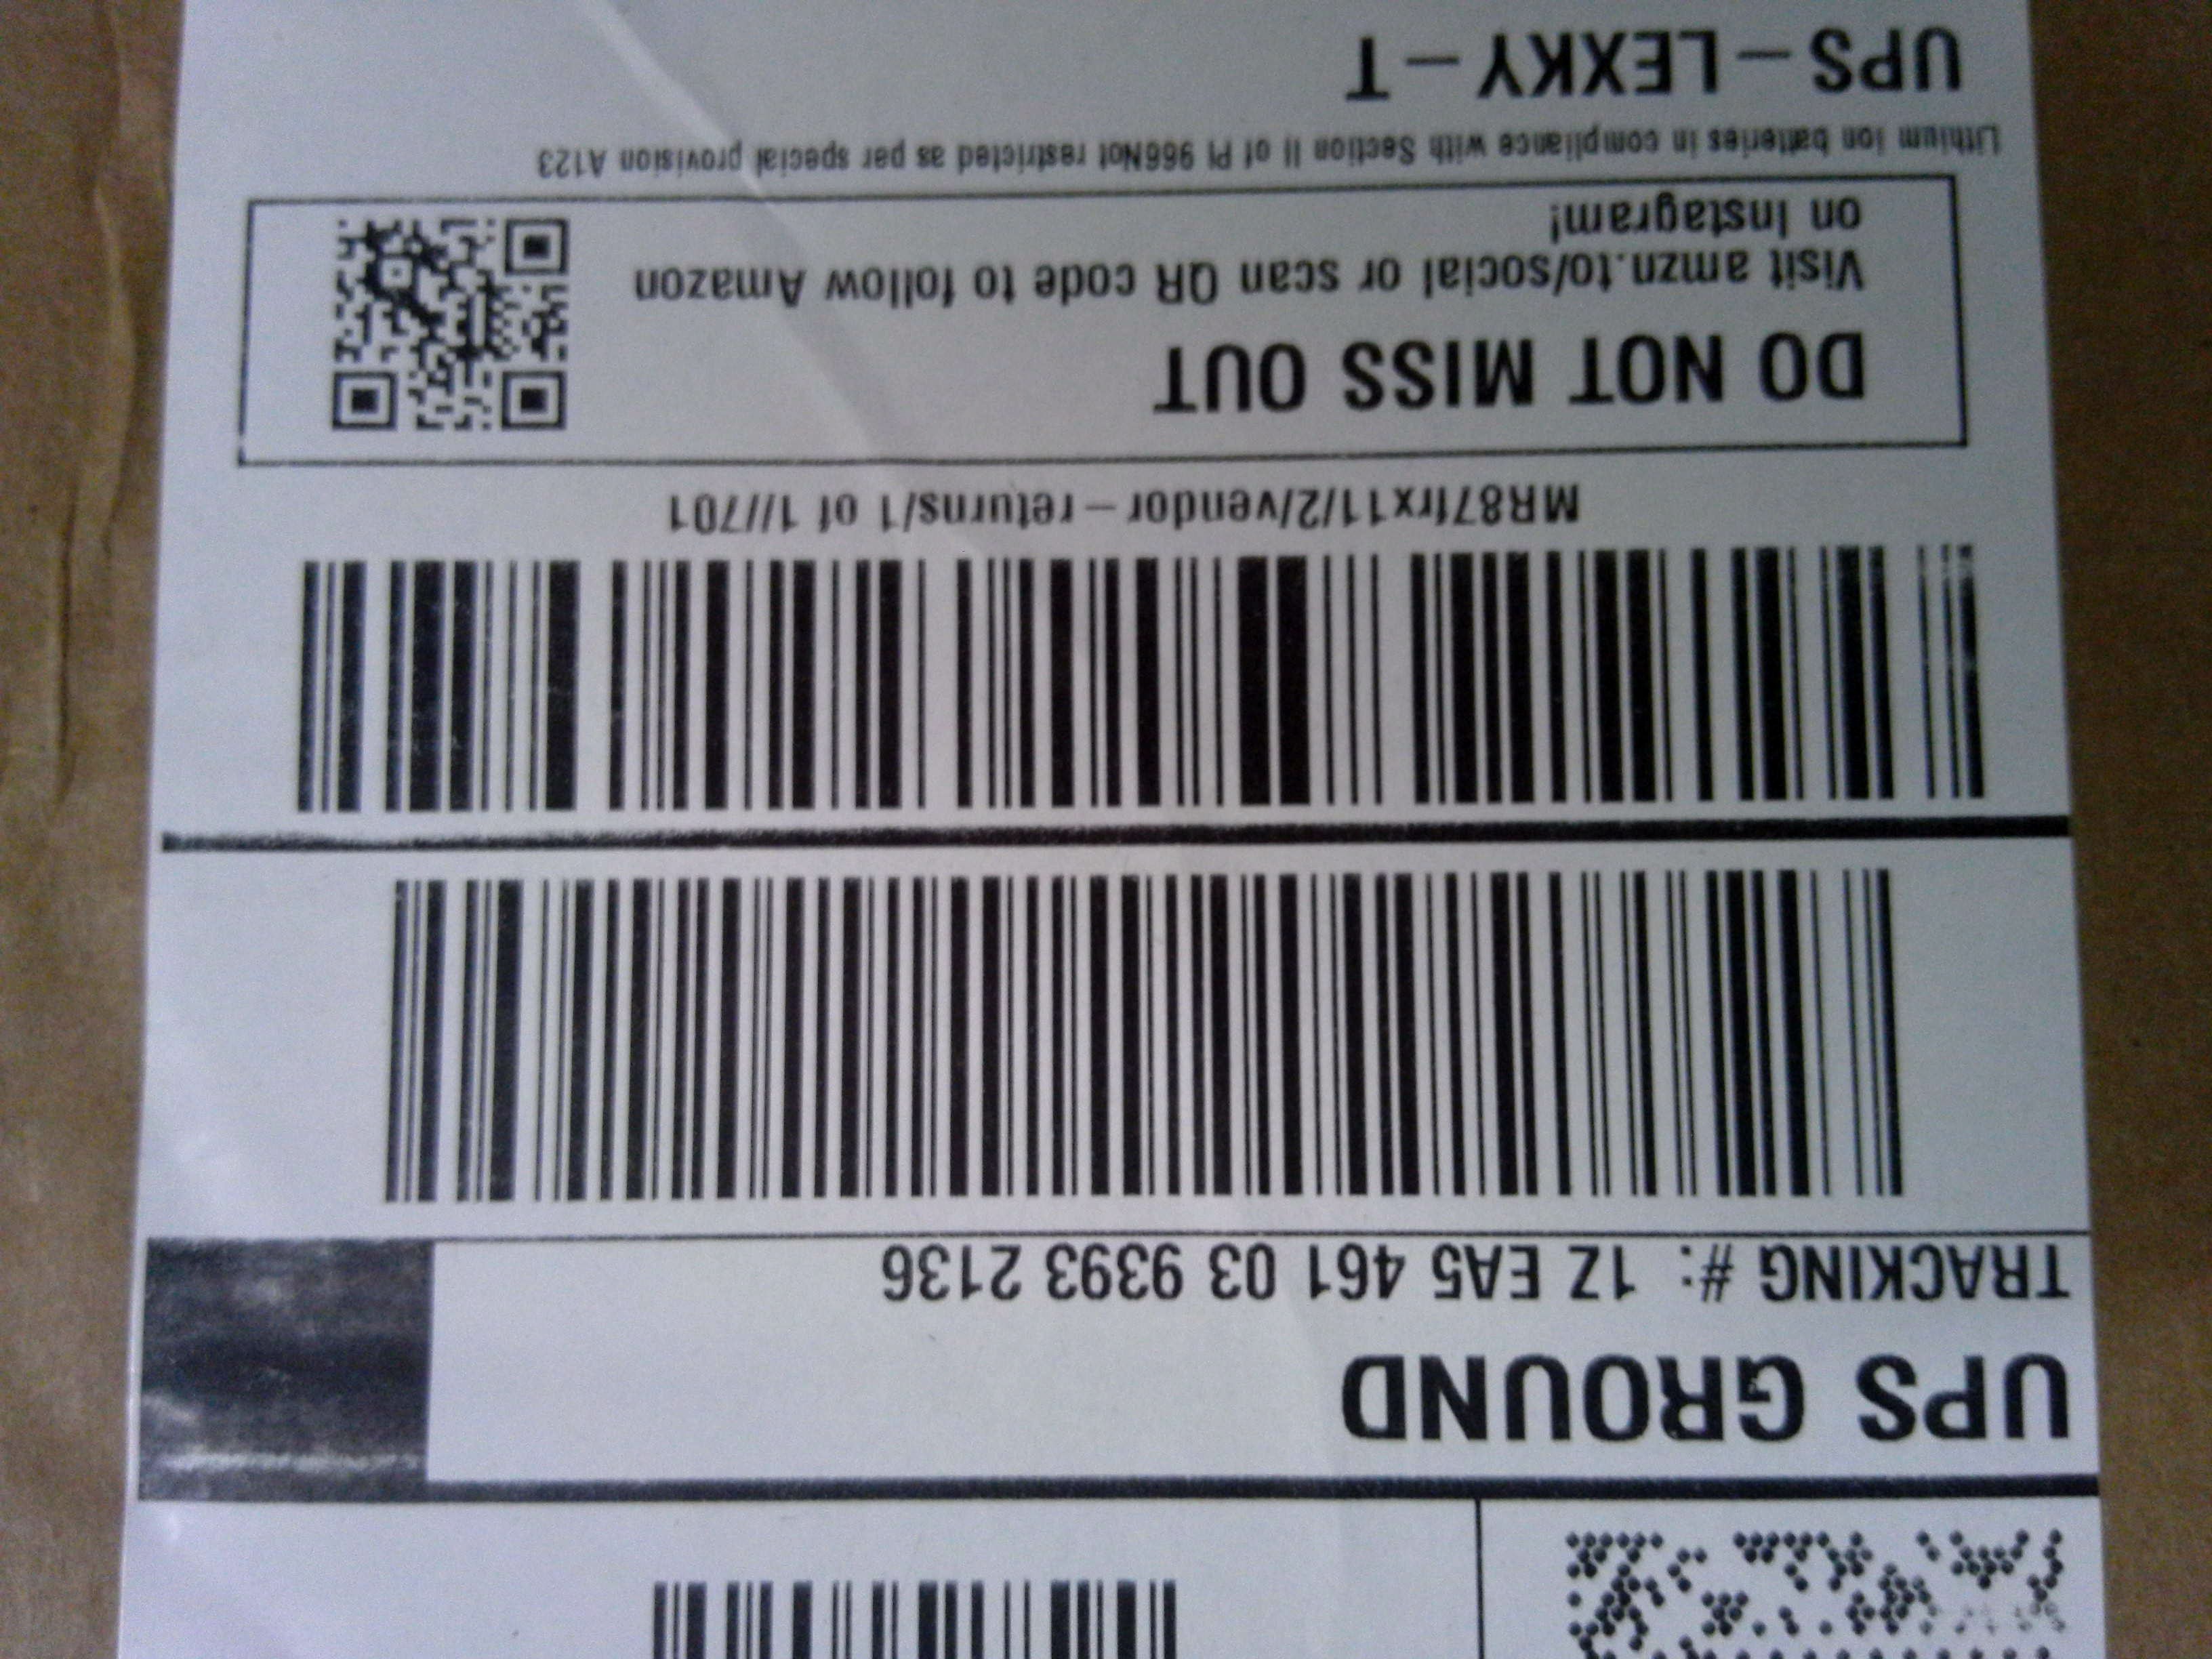 UPS GROUND
TRACKING #: 1Z EA5 461 03 9393 2136
MR87frx11/2/vendor-returns/1 of 1//701
DO NOT MISS OUT
Visit amzn.to/social or scan QR code to follow Amazon
on Instagram!
Lithium ion batteries in compliance with Section II of PI 966Not restricted as per special provision A123
UPS-LEXKY-T